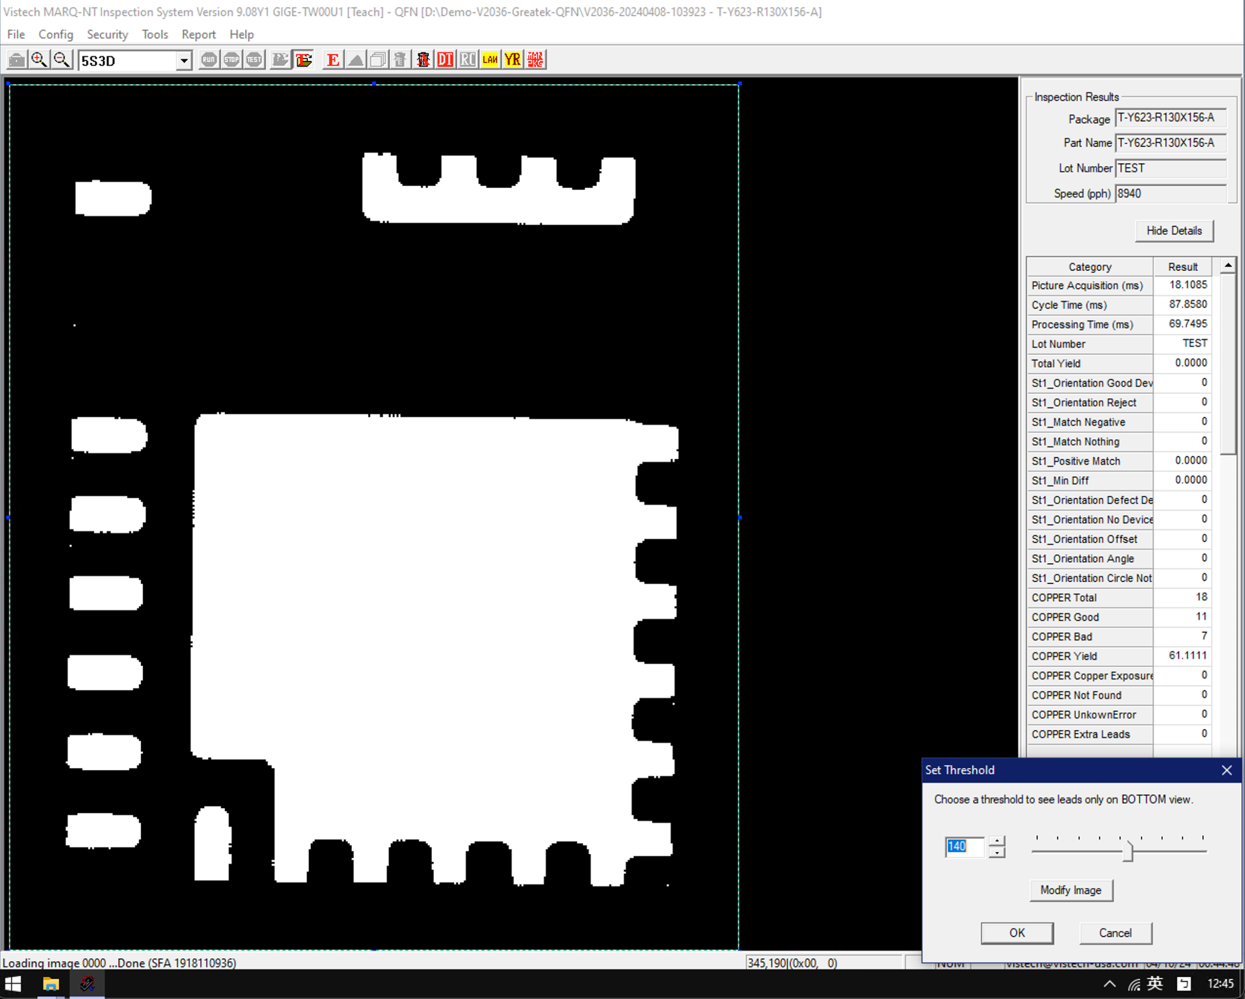 Vistech MARQ-NT Inspection System Version 9.08Y1 GIGE-TW00U1 [Teach] - QFN [D:\Demo-V2036-Greatek-QFN\V2036-20240408-103923 - T-Y623-R130X156-A]
File Config Security Tools Report Help
5S3D RUN STOP TEST E DI RC LAW YR
Inspection Results
Package T-Y623-R130X156-A
Part Name T-Y623-R130X156-A
Lot Number TEST
Speed (pph) 8940
Hide Details
Category Result
Picture Acquisition (ms) 18.1085
Cycle Time (ms) 87.8580
Processing Time (ms) 69.7495
Lot Number TEST
Total Yield 0.0000
St1_Orientation Good Dev 0
St1_Orientation Reject 0
St1_Match Negative 0
St1_Match Nothing 0
St1_Positive Match 0.0000
St1_Min Diff 0.0000
St1_Orientation Defect De 0
St1_Orientation No Device 0
St1_Orientation Offset 0
St1_Orientation Angle 0
St1_Orientation Circle Not 0
COPPER Total 18
COPPER Good 11
COPPER Bad 7
COPPER Yield 61.1111
COPPER Copper Exposure 0
COPPER Not Found 0
COPPER UnkownError 0
COPPER Extra Leads 0
Set Threshold
Choose a threshold to see leads only on BOTTOM view.
140
Modify Image
OK Cancel
Loading image 0000 ...Done (SFA 1918110936) 345,190|(0x00, 0) NUM vistech@vistech-usa.com 04/10/24
英 12:45